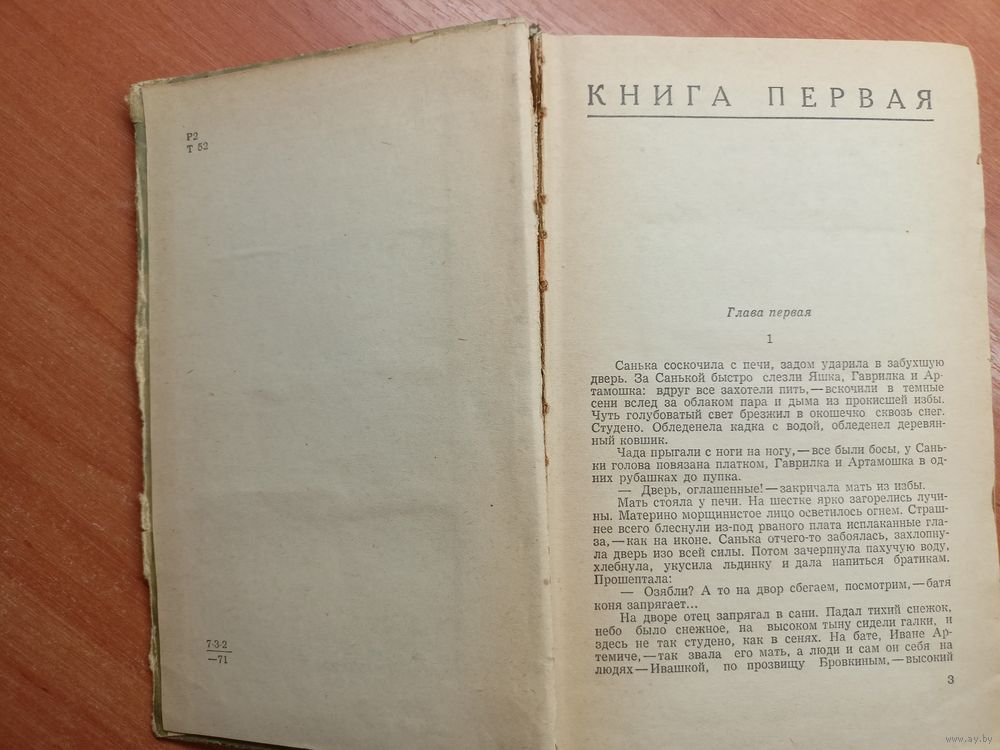 Р2
Т 52
7-3-2
—71
КНИГА ПЕРВАЯ
Глава первая
1
Санька соскочила с печи, задом ударила в забухшую
дверь. За Санькой быстро слезли Яшка, Гаврилка и Ар-
тамошка: вдруг все захотели пить,—вскочили в темные
сени вслед за облаком пара и дыма из прокисшей избы.
Чуть голубоватый свет брезжил в окошечко сквозь снег.
Студено. Обледенела кадка с водой, обледенел деревян-
ный ковшик.
Чада прыгали с ноги на ногу,—все были босы, у Сань-
ки голова повязана платком, Гаврилка и Артамошка в од-
них рубашках до пупка.
— Дверь, оглашенные!—закричала мать из избы.
Мать стояла у печи. На шестке ярко загорелись лучи-
ны. Материно морщинистое лицо осветилось огнем. Страш-
нее всего блеснули из-под рваного плата исплаканные гла-
за,—как на иконе. Санька отчего-то забоялась, захлопну-
ла дверь изо всей силы. Потом зачерпнула пахучую воду,
хлебнула, укусила льдинку и дала напиться братикам.
Прошептала:
— Озябли? А то на двор сбегаем, посмотрим,—батя
коня запрягает...
На дворе отец запрягал в сани. Падал тихий снежок,
небо было снежное, на высоком тыну сидели галки, и
здесь не так студено, как в сенях. На бате, Иване Ар-
темиче,—так звала его мать, а люди и сам он себя на
людях—Ивашкой, по прозвищу Бровкиным,—высокий
3
www.ay.by